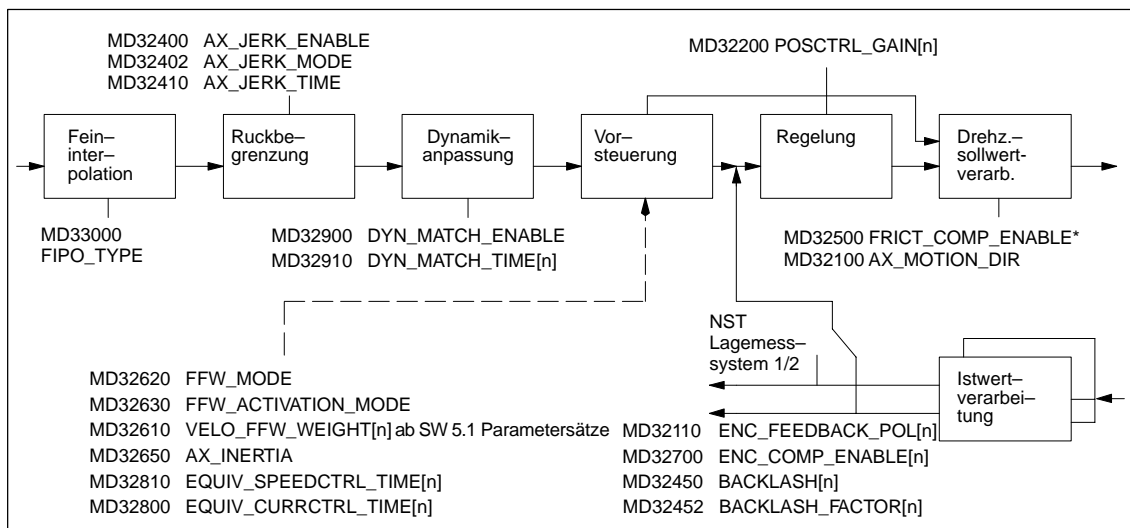 MD32400 AX_JERK_ENABLE
MD32402 AX_JERK_MODE
MD32410 AX_JERK_TIME
MD32200 POSCTRL_GAIN[n]
Fein–
inter–
polation
Ruckbe–
grenzung
Dynamik–
anpassung
Vor–
steuerung
Regelung
Drehz.–
sollwert-
verarb.
MD33000
FIPO_TYPE
MD32900 DYN_MATCH_ENABLE
MD32910 DYN_MATCH_TIME[n]
MD32500 FRICT_COMP_ENABLE*
MD32100 AX_MOTION_DIR
NST
Lagemess–
system 1/2
Istwert–
verarbei–
tung
MD32620 FFW_MODE
MD32630 FFW_ACTIVATION_MODE
MD32610 VELO_FFW_WEIGHT[n] ab SW 5.1 Parametersätze
MD32650 AX_INERTIA
MD32810 EQUIV_SPEEDCTRL_TIME[n]
MD32800 EQUIV_CURRCTRL_TIME[n]
MD32110 ENC_FEEDBACK_POL[n]
MD32700 ENC_COMP_ENABLE[n]
MD32450 BACKLASH[n]
MD32452 BACKLASH_FACTOR[n]